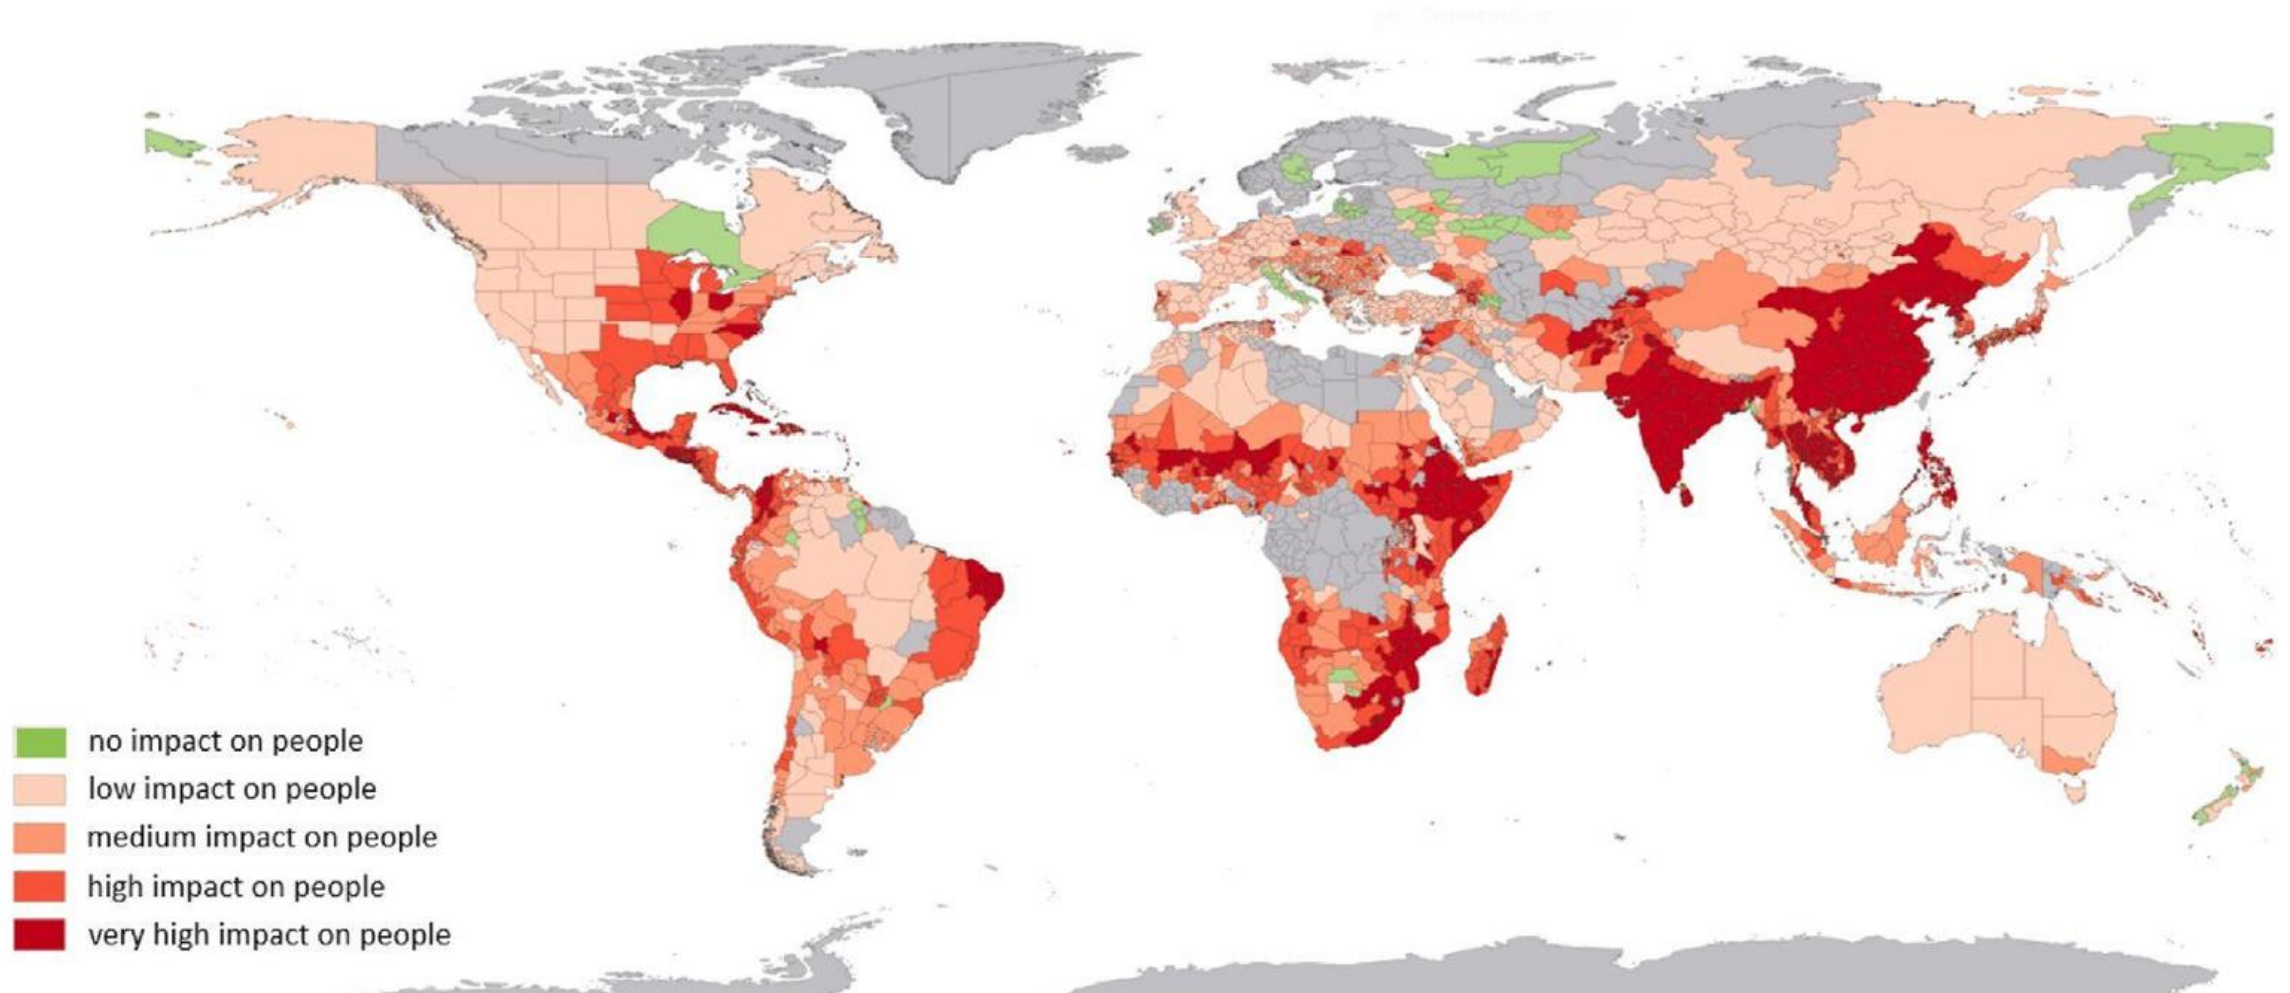 no impact on people
low impact on people
medium impact on people
high impact on people
very high impact on people